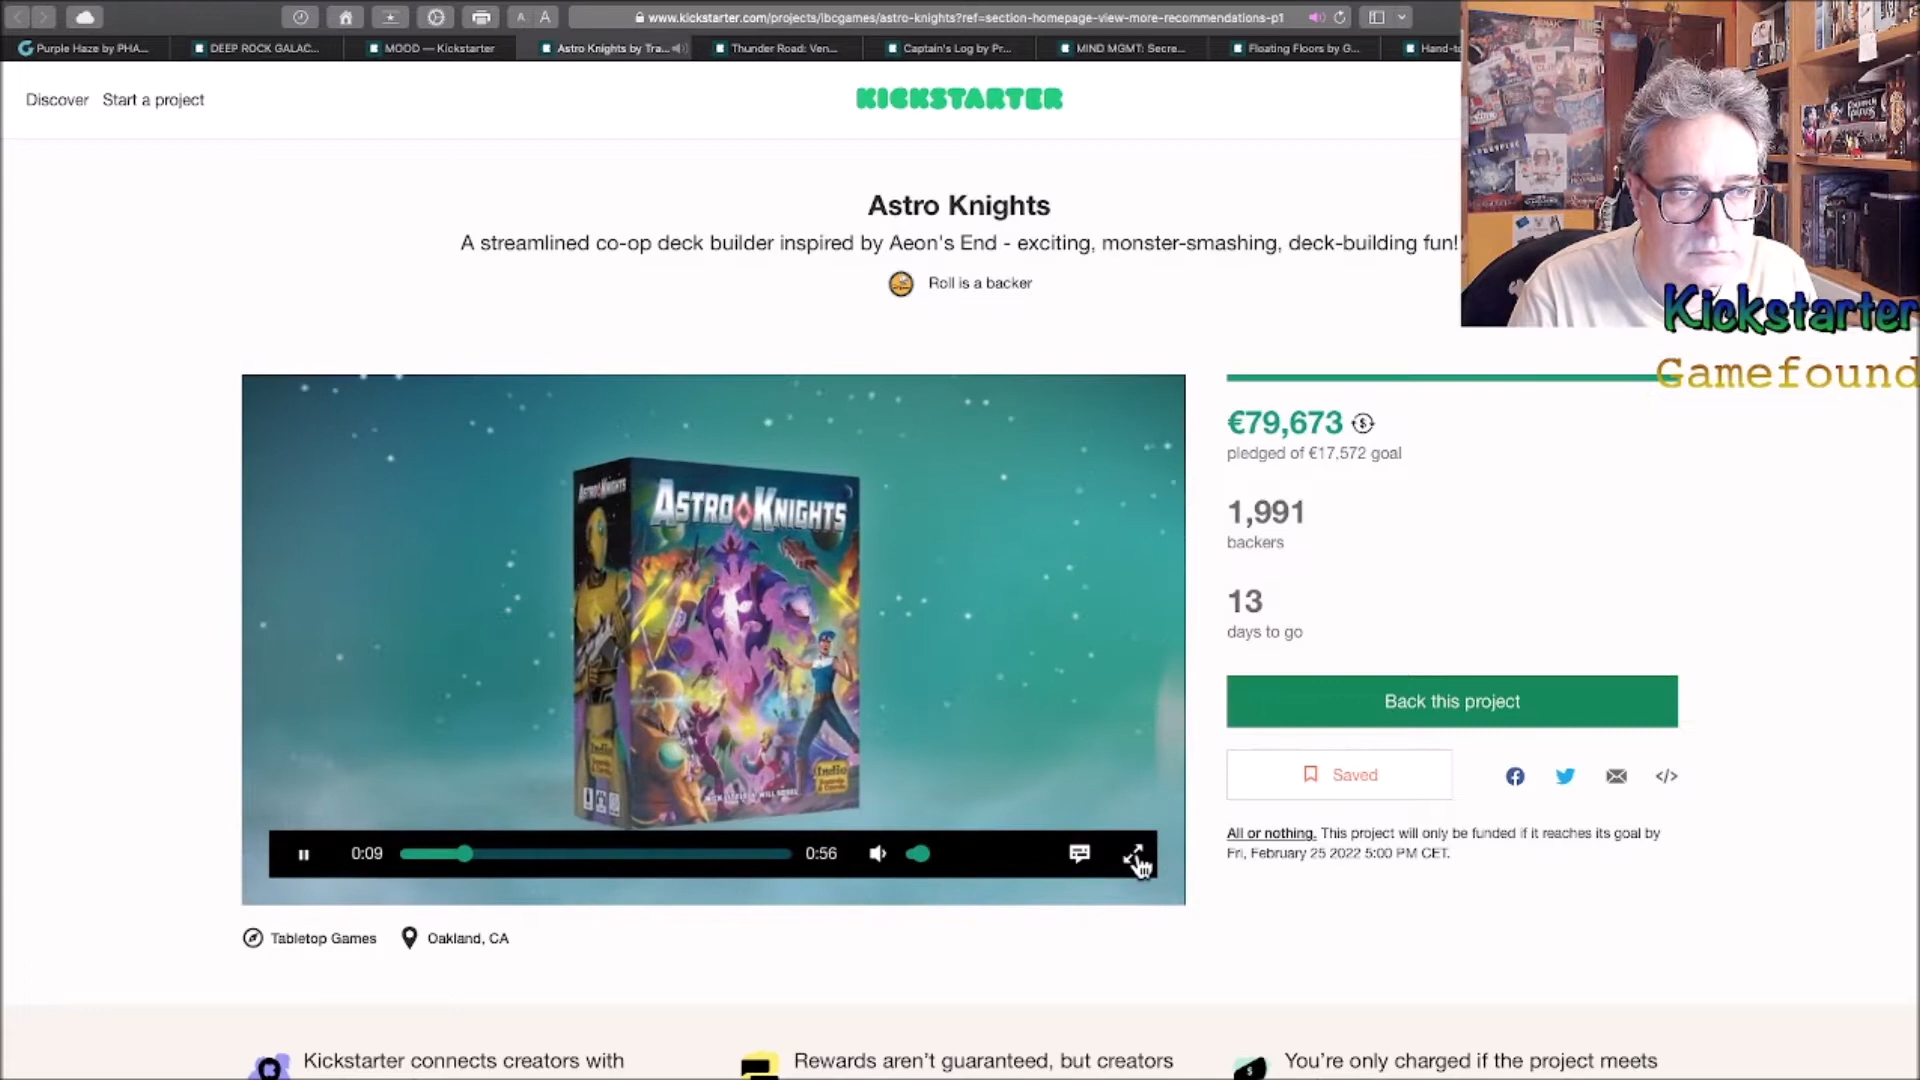 www.kickstarter.com/projects/ibcgames/astro-knights?ref=section-homepage-view-more-recommendations-p1
A A
Purple Haze by PHA...
DEEP ROCK GALAC...
MOOD — Kickstarter
Astro Knights by Tra...
Thunder Road: Ven...
Captain's Log by Pr...
MIND MGMT: Secre...
Floating Floors by G...
Discover Start a project
KICKSTARTER
Astro Knights
A streamlined co-op deck builder inspired by Aeon's End - exciting, monster-smashing, deck-building fun!
Roll is a backer
Kickstarter
Gamefound
€79,673
pledged of €17,572 goal
1,991
backers
13
days to go
Back this project
Saved
</>
All or nothing. This project will only be funded if it reaches its goal by
Fri, February 25 2022 5:00 PM CET.
ASTRO KNIGHTS
ASTRO KNIGHTS
Indie
Indie
0:09
0:56
Tabletop Games
Oakland, CA
Kickstarter connects creators with
Rewards aren't guaranteed, but creators
You're only charged if the project meets